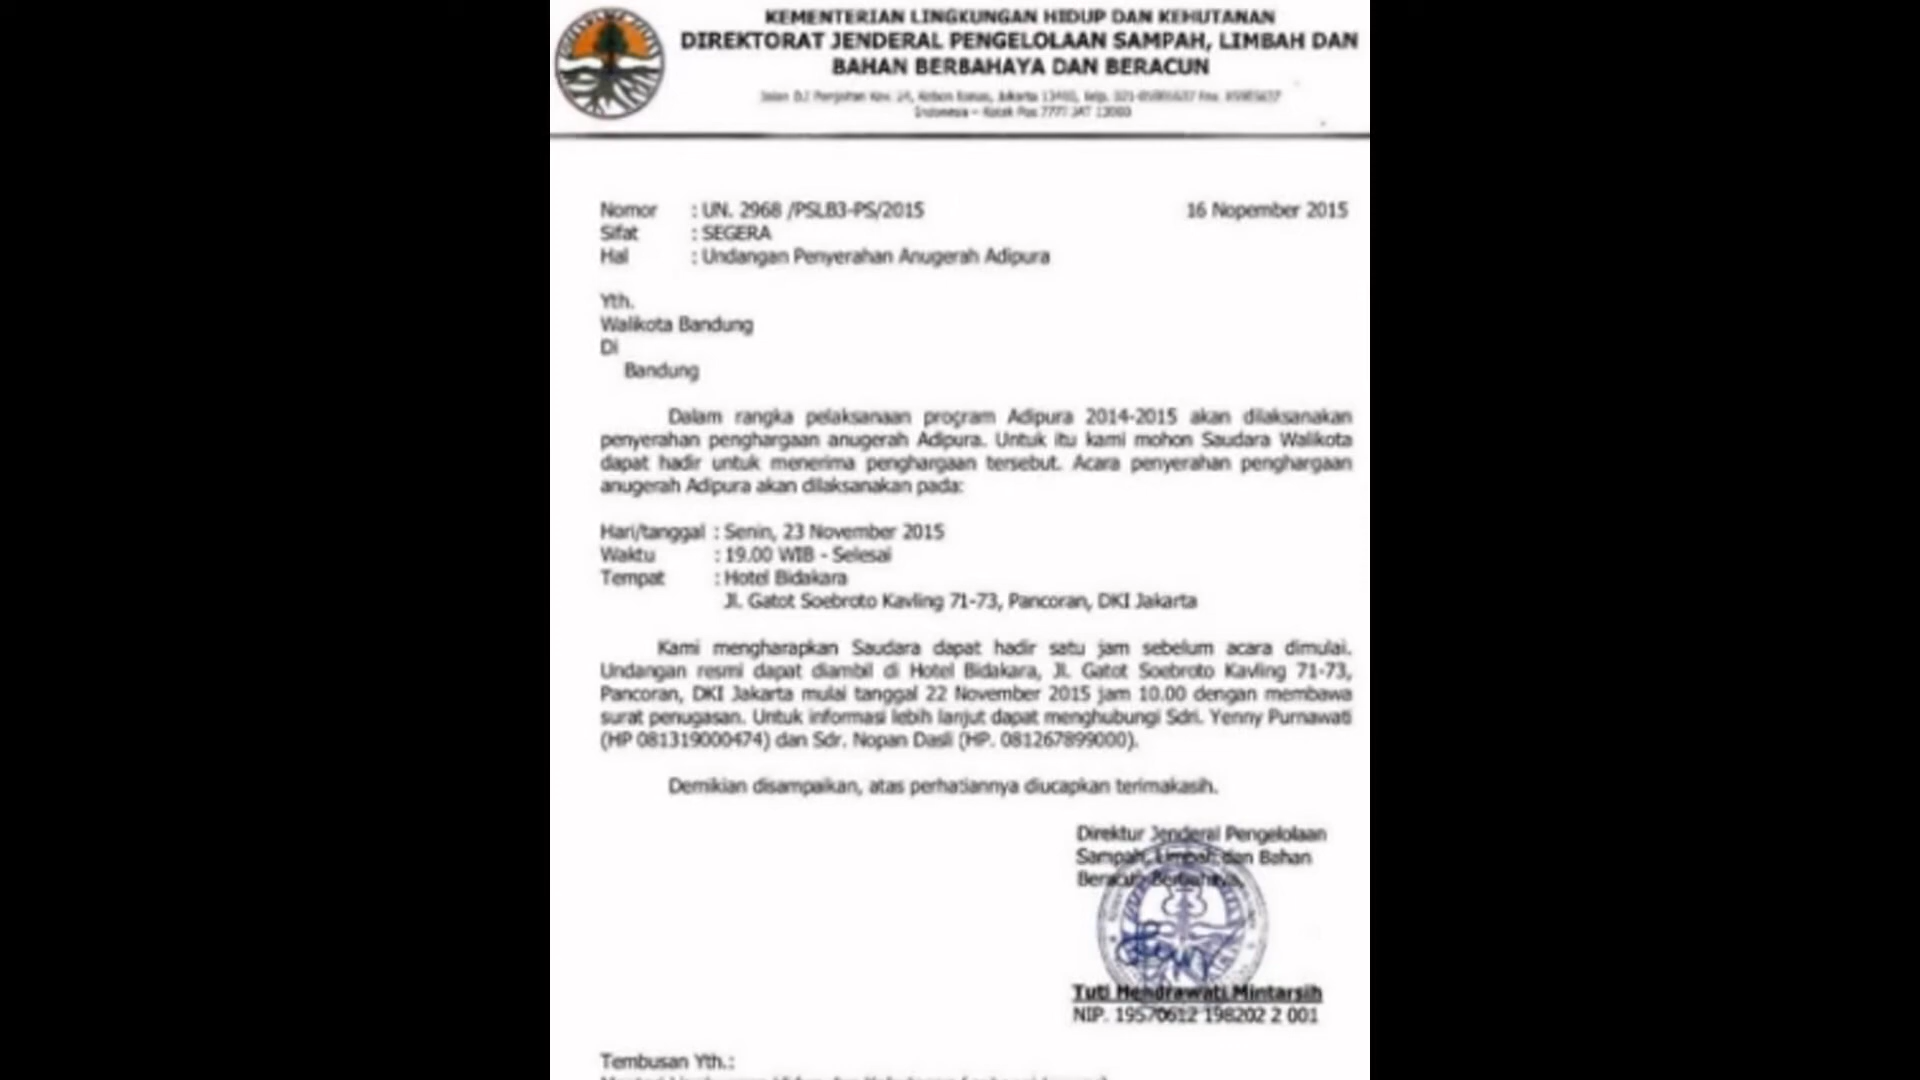 KEMENTERIAN LINGKUNGAN HIDUP DAN KEHUTANAN
DIREKTORAT JENDERAL PENGELOLAAN SAMPAH, LIMBAH DAN
BAHAN BERBAHAYA DAN BERACUN
Nomor : UN. 2968 /PSLB3-PS/2015 16 Nopember 2015
Sifat : SEGERA
Hal : Undangan Penyerahan Anugerah Adipura
Yth.
Walikota Bandung
Di
Bandung
Dalam rangka pelaksanaan program Adipura 2014-2015 akan dilaksanakan
penyerahan penghargaan anugerah Adipura. Untuk itu kami mohon Saudara Walikota
dapat hadir untuk menerima penghargaan tersebut. Acara penyerahan penghargaan
anugerah Adipura akan dilaksanakan pada:
Hari/tanggal : Senin, 23 November 2015
Waktu : 19.00 WIB - Selesai
Tempat : Hotel Bidakara
Jl. Gatot Soebroto Kavling 71-73, Pancoran, DKI Jakarta
Kami mengharapkan Saudara dapat hadir satu jam sebelum acara dimulai.
Undangan resmi dapat diambil di Hotel Bidakara, Jl. Gatot Soebroto Kavling 71-73,
Pancoran, DKI Jakarta mulai tanggal 22 November 2015 jam 10.00 dengan membawa
surat penugasan. Untuk informasi lebih lanjut dapat menghubungi Sdri. Yenny Purnawati
(HP 081319000474) dan Sdr. Nopan Dasli (HP. 081267899000).
Demikian disampaikan, atas perhatiannya diucapkan terimakasih.
Direktur Jenderal Pengelolaan
Sampah, Limbah dan Bahan
Beracun Berbahaya,
Tuti Hendrawati Mintarsih
NIP. 19570612 198202 2 001
Tembusan Yth.: